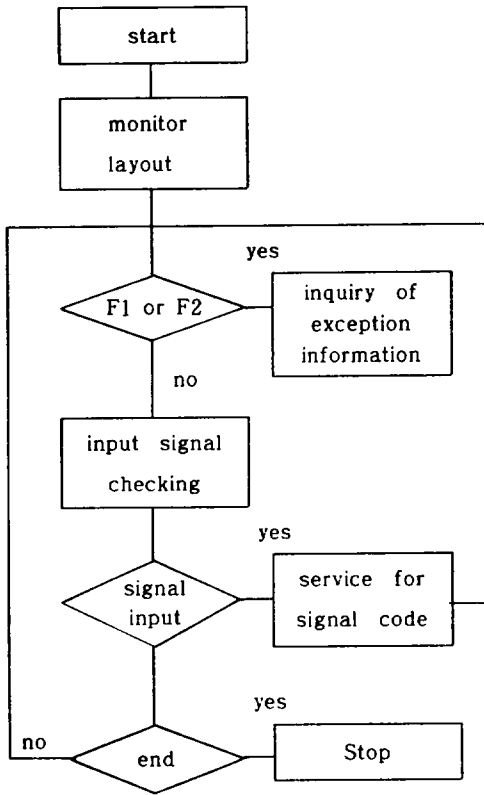 start
monitor
layout
yes
F1 or F2
inquiry of
exception
information
no
input signal
checking
yes
signal
input
service for
signal code
yes
no
end
Stop